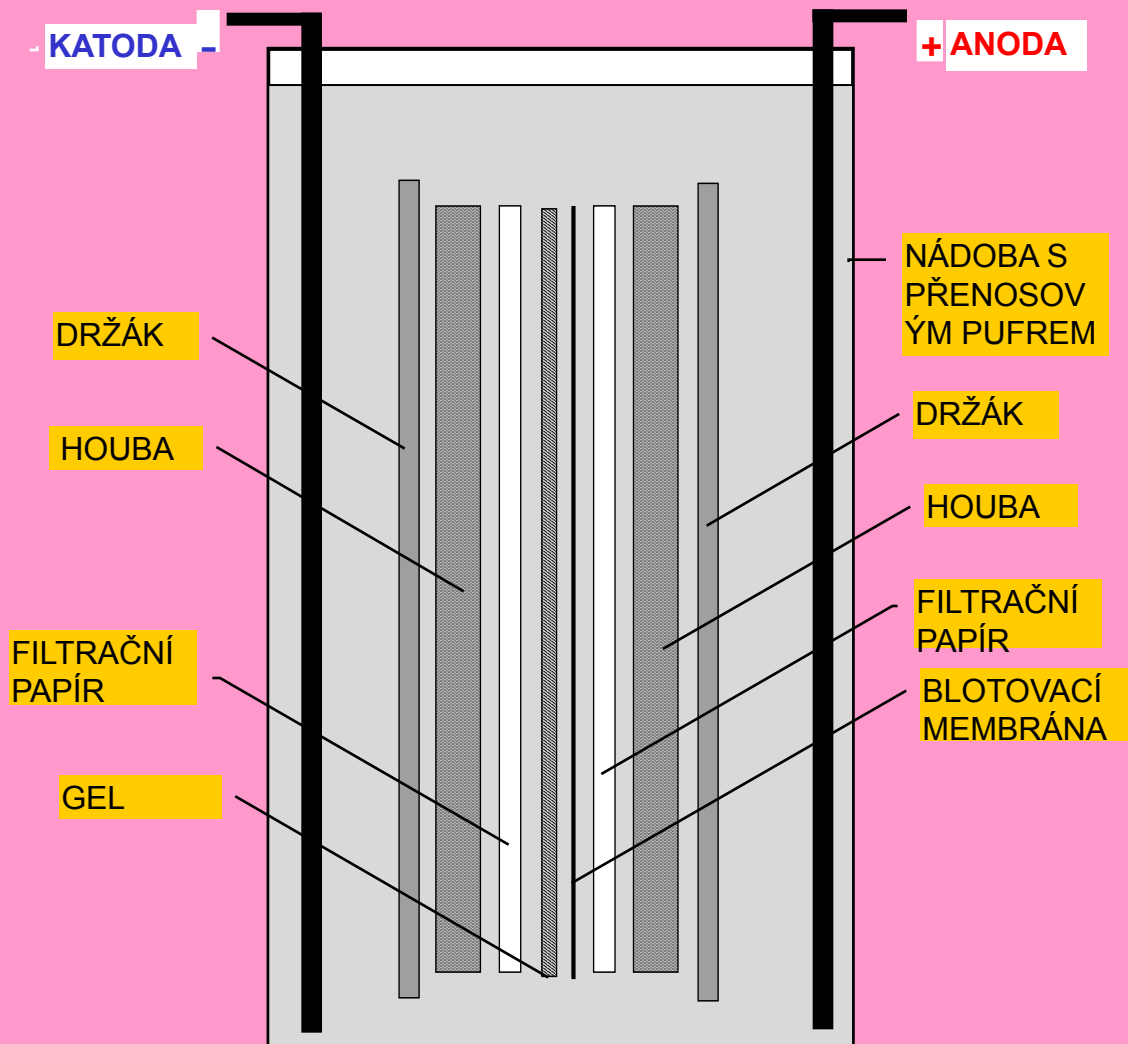 - KATODA -
+ ANODA
NÁDOBA S
PŘENOSOV
ÝM PUFREM
DRŽÁK
HOUBA
FILTRAČNÍ
PAPÍR
GEL
DRŽÁK
HOUBA
FILTRAČNÍ
PAPÍR
BLOTOVACÍ
MEMBRÁNA